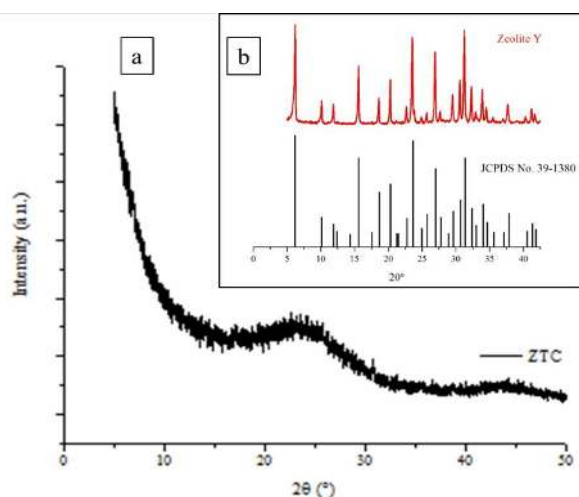 a
b
Zeolite Y
JCPDS No. 39-1380
0 5 10 15 20 25 30 35 40
2θ°
Intensity (a.u.)
ZTC
0 10 20 30 40 50
2θ (°)